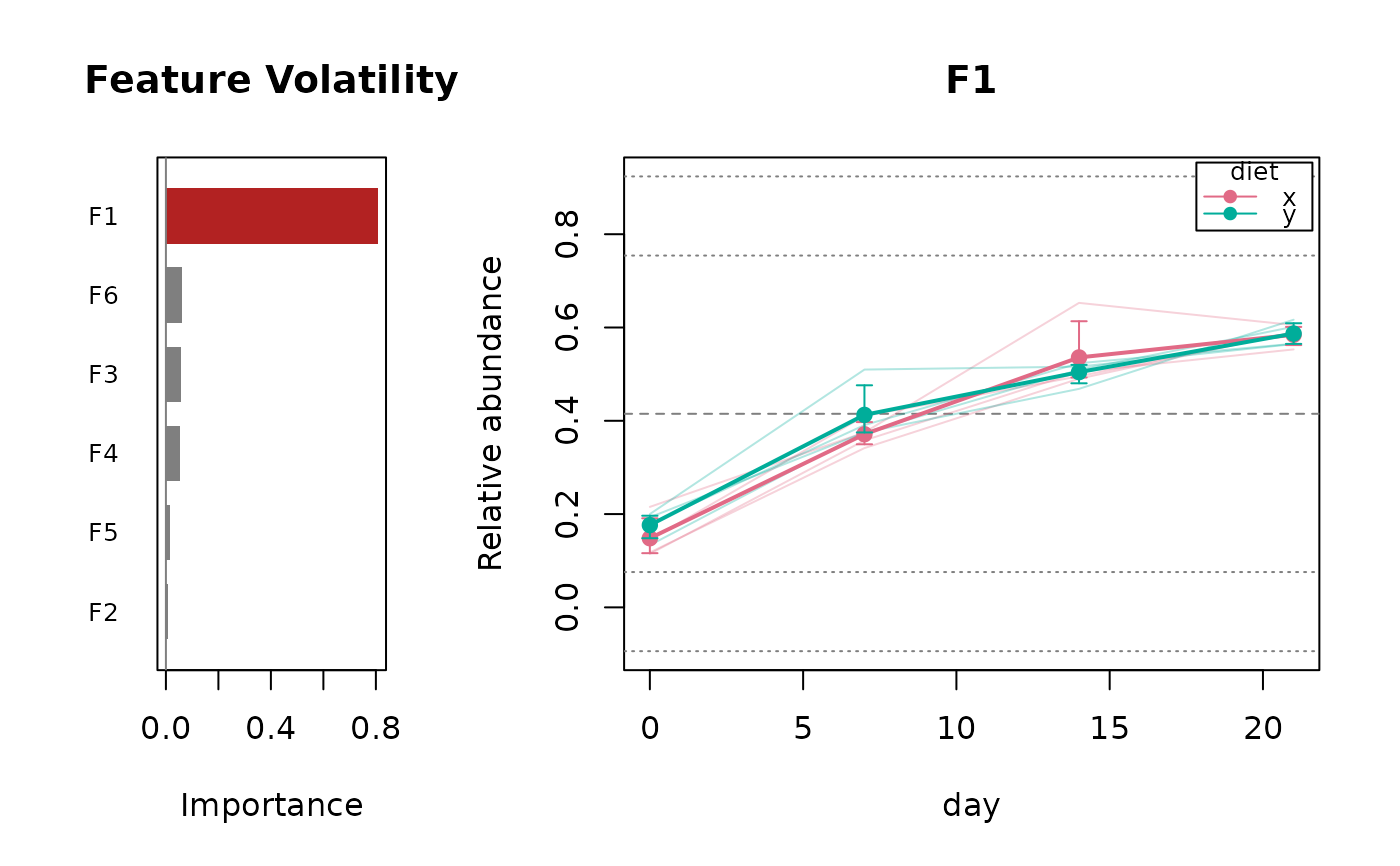 Feature Volatility
F1
F6
F3
F4
F5
F2
0.0 0.4 0.8
Importance
F1
diet
x
y
Relative abundance
0.8
0.6
0.4
0.2
0.0
0 5 10 15 20
day